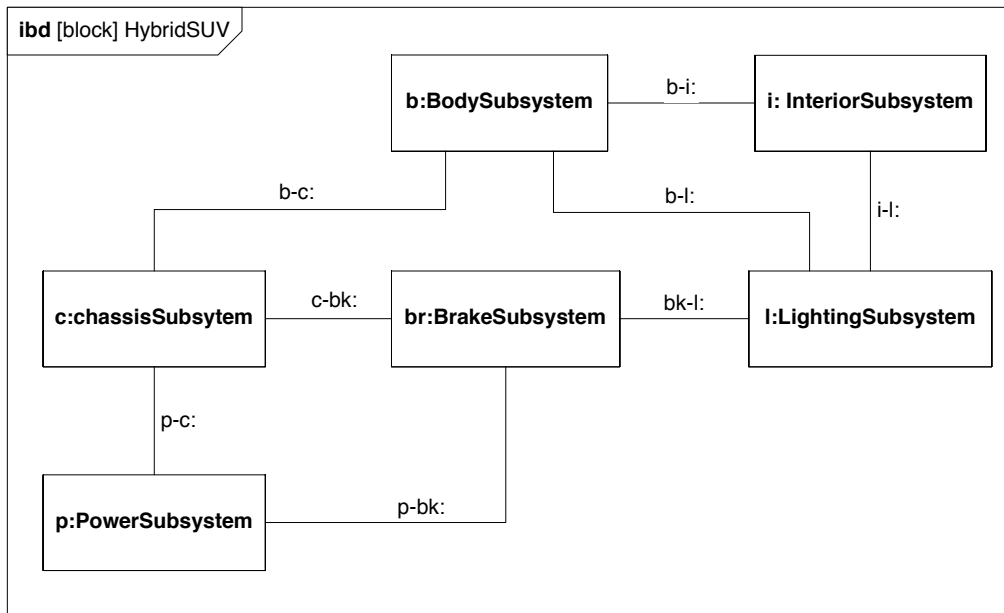 ibd [block] HybridSUV
b:BodySubsystem
b-i:
i: InteriorSubsystem
b-c:
b-l:
i-l:
c:chassisSubsytem
c-bk:
br:BrakeSubsystem
bk-l:
l:LightingSubsystem
p-c:
p:PowerSubsystem
p-bk: